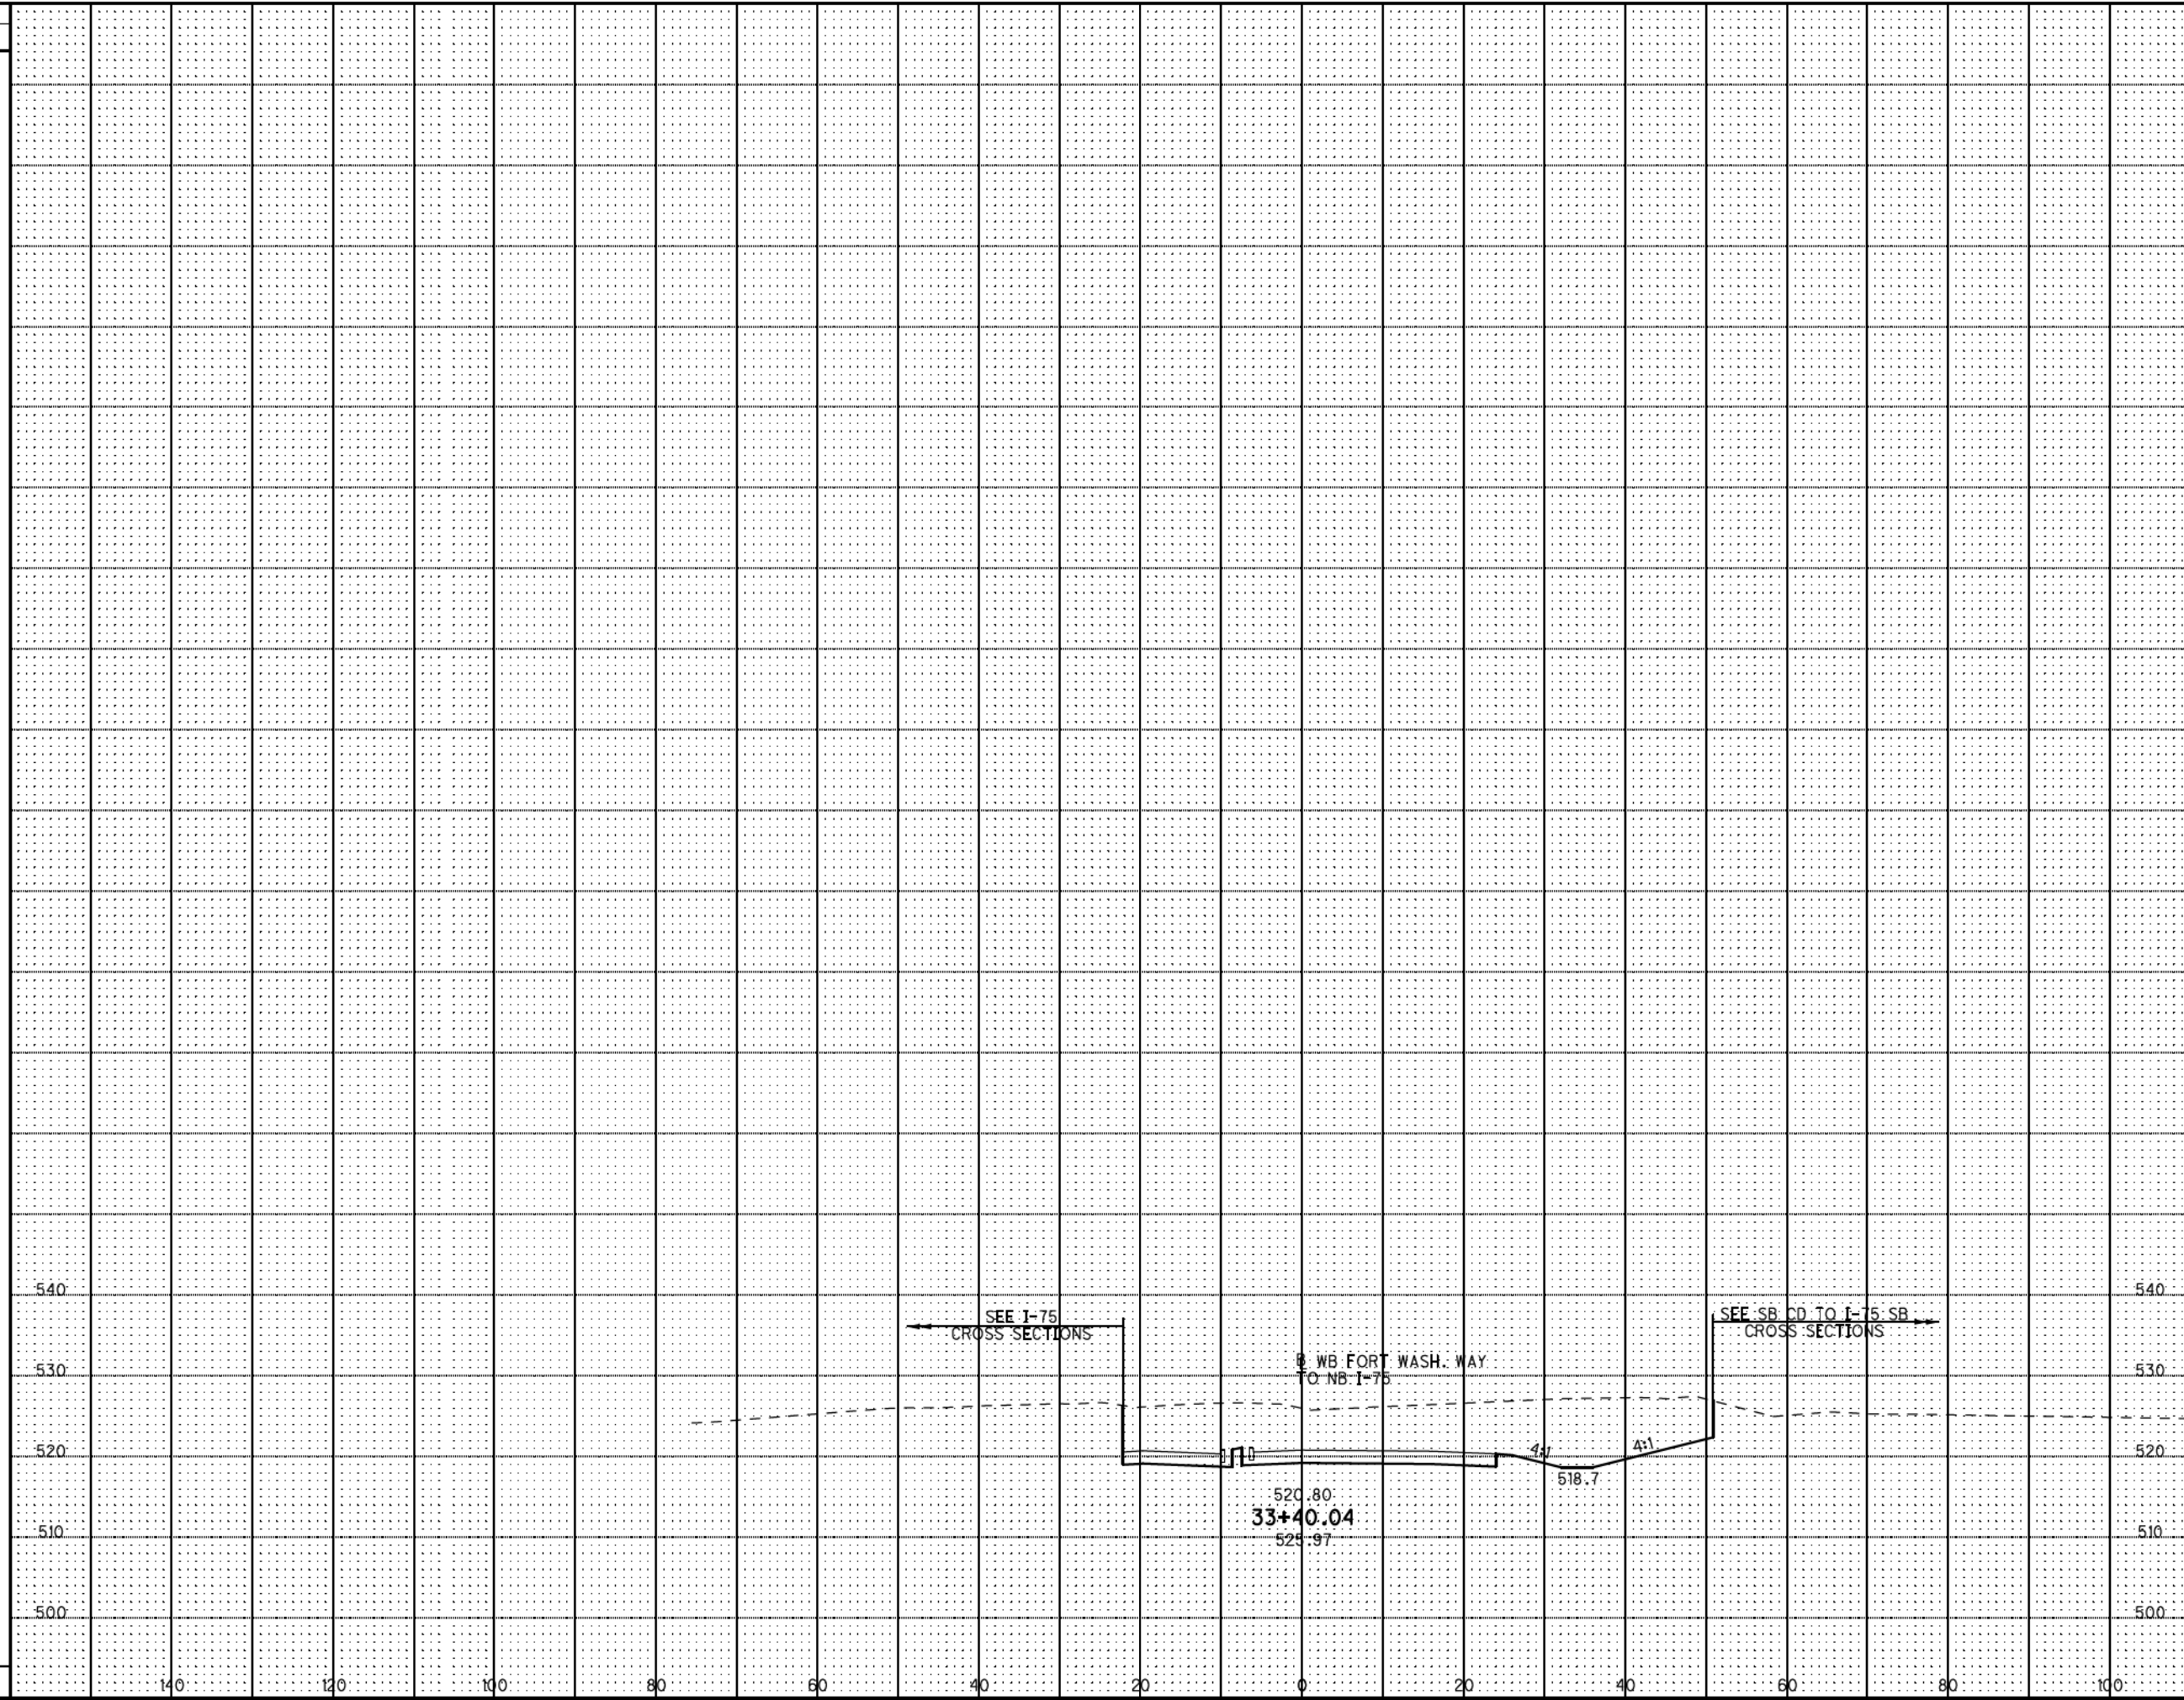 540 540
SEE I-75
CROSS SECTIONS
SEE SB CD TO I-75 SB
CROSS SECTIONS
530 530
B WB FORT WASH. WAY
TO NB I-75
520 520
4:1 4:1
518.7
520.80
33+40.04
525.97
510 510
500 500
140 120 100 80 60 40 20 0 20 40 60 80 100